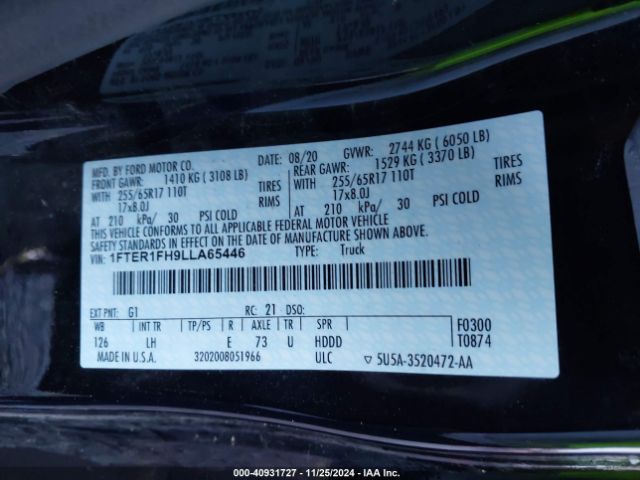 MFD. BY FORD MOTOR CO.
DATE: 08/20 GVWR: 2744 KG ( 6050 LB)
FRONT GAWR: 1410 KG ( 3108 LB) REAR GAWR: 1529 KG ( 3370 LB)
WITH 255/65R17 110T TIRES WITH 255/65R17 110T TIRES
17x8.0J RIMS 17x8.0J RIMS
AT 210 kPa/ 30 PSI COLD AT 210 kPa/ 30 PSI COLD
THIS VEHICLE CONFORMS TO ALL APPLICABLE FEDERAL MOTOR VEHICLE
SAFETY STANDARDS IN EFFECT ON THE DATE OF MANUFACTURE SHOWN ABOVE.
VIN: 1FTER1FH9LLA65446 TYPE: Truck
EXT PNT: G1 RC: 21 DSO:
WB INT TR TP/PS R AXLE TR SPR F0300
126 LH E 73 U HDDD T0874
MADE IN U.S.A. 3202008051966 ULC ▽ 5U5A-3520472-AA
000-40931727 - 11/25/2024 - IAA Inc.